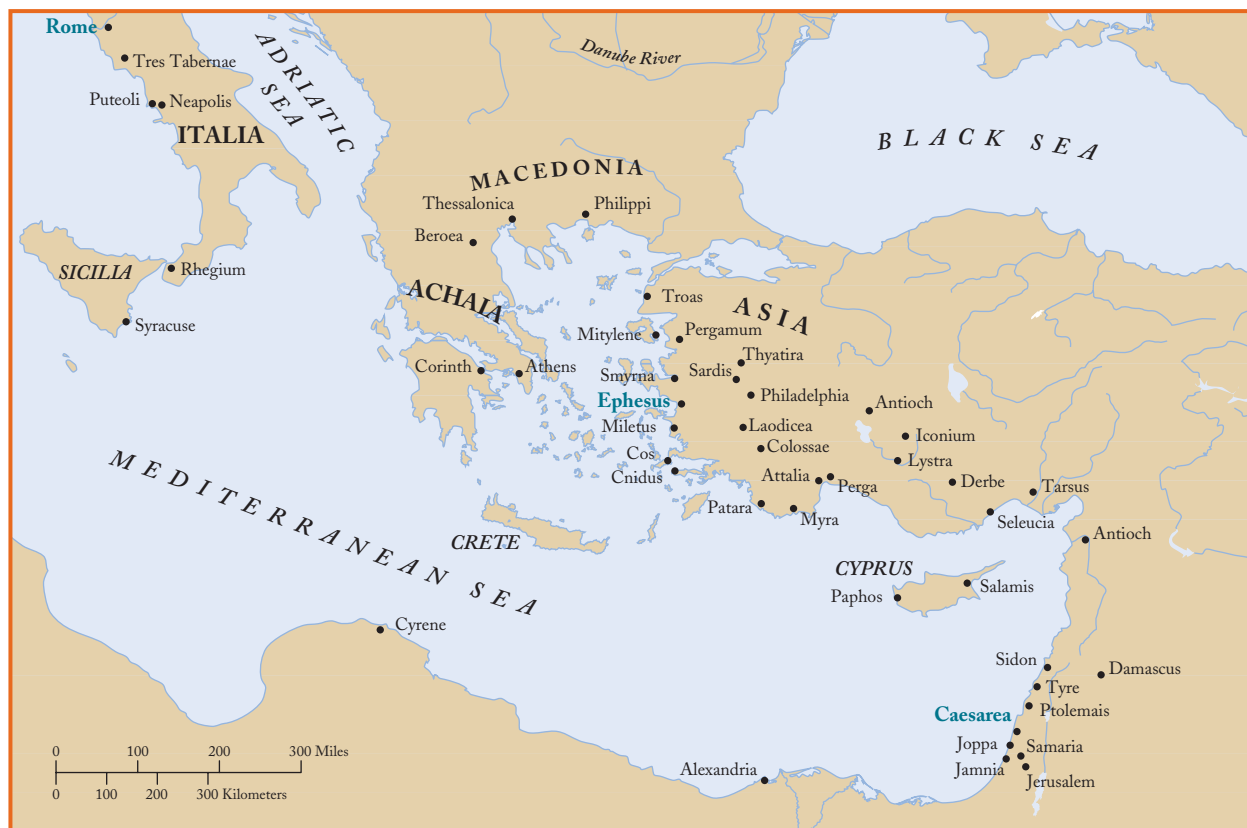 Rome
Tres Tabernae
Puteoli
Neapolis
ITALIA
ADRIATIC
SEA
Danube River
BLACK SEA
MACEDONIA
Thessalonica
Philippi
Beroea
SICILIA
Rhegium
Syracuse
ACHAIA
Troas
ASIA
Mitylene
Pergamum
Corinth
Athens
Smyrna
Sardis
Thyatira
Ephesus
Philadelphia
Antioch
Miletus
Laodicea
Iconium
Colossae
Lystra
Cos
Cnidus
Attalia
Perga
Derbe
Tarsus
Patara
Myra
Seleucia
MEDITERRANEAN SEA
CRETE
Antioch
CYPRUS
Paphos
Salamis
Cyrene
Sidon
Damascus
Tyre
Ptolemais
Caesarea
Joppa
Samaria
Jamnia
Jerusalem
Alexandria
0 100 200 300 Miles
0 100 200 300 Kilometers